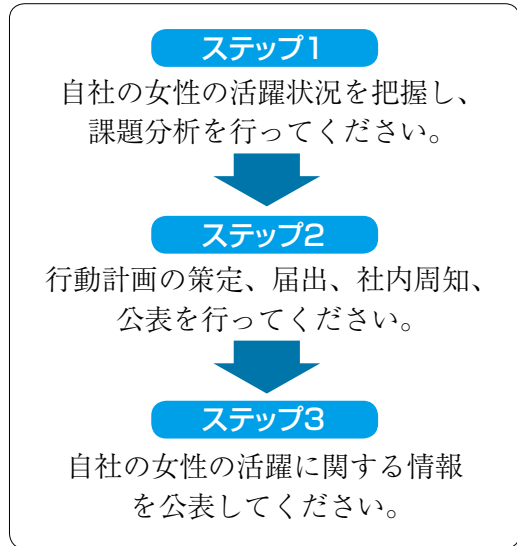 ステップ1
自社の女性の活躍状況を把握し、
課題分析を行ってください。
ステップ2
行動計画の策定、届出、社内周知、
公表を行ってください。
ステップ3
自社の女性の活躍に関する情報
を公表してください。